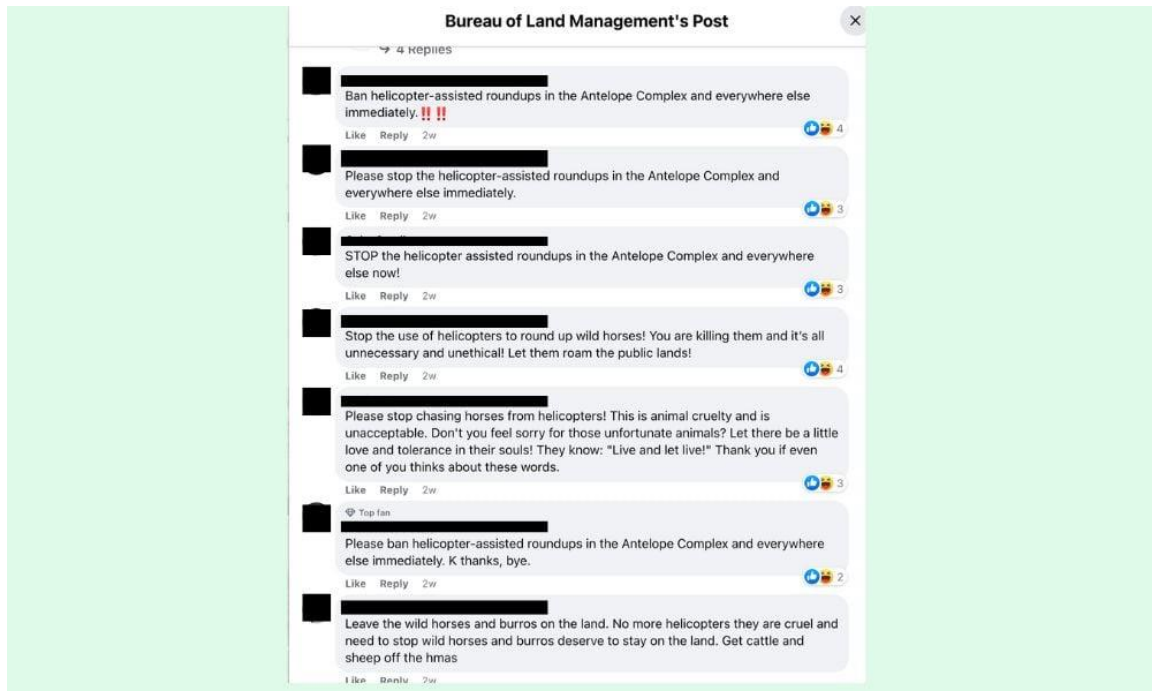 Bureau of Land Management's Post
4 Replies
Ban helicopter-assisted roundups in the Antelope Complex and everywhere else
immediately.‼️ ‼️
Like Reply 2w
4
Please stop the helicopter-assisted roundups in the Antelope Complex and
everywhere else immediately.
Like Reply 2w
3
STOP the helicopter assisted roundups in the Antelope Complex and everywhere
else now!
Like Reply 2w
3
Stop the use of helicopters to round up wild horses! You are killing them and it's all
unnecessary and unethical! Let them roam the public lands!
Like Reply 2w
4
Please stop chasing horses from helicopters! This is animal cruelty and is
unacceptable. Don't you feel sorry for those unfortunate animals? Let there be a little
love and tolerance in their souls! They know: "Live and let live!" Thank you if even
one of you thinks about these words.
Like Reply 2w
3
Top fan
Please ban helicopter-assisted roundups in the Antelope Complex and everywhere
else immediately. K thanks, bye.
Like Reply 2w
2
Leave the wild horses and burros on the land. No more helicopters they are cruel and
need to stop wild horses and burros deserve to stay on the land. Get cattle and
sheep off the hmas
Like Reply 2w